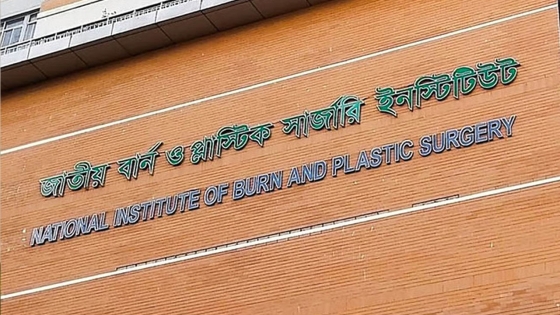 জাতীয় বার্ন ও প্লাস্টিক সার্জারি ইনস্টিটিউট
NATIONAL INSTITUTE OF BURN AND PLASTIC SURGERY